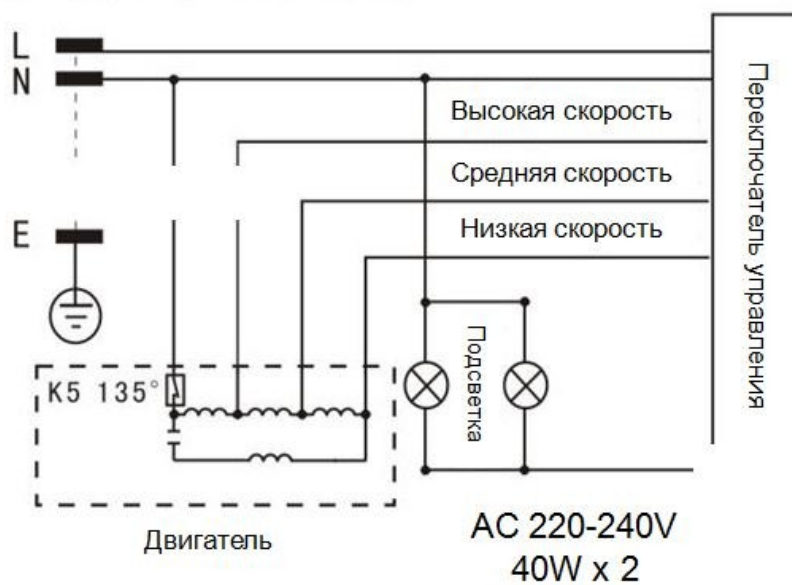 L
N
Высокая скорость
Средняя скорость
Низкая скорость
Переключатель управления
E
Подсветка
K5 135°
Двигатель
AC 220-240V
40W x 2